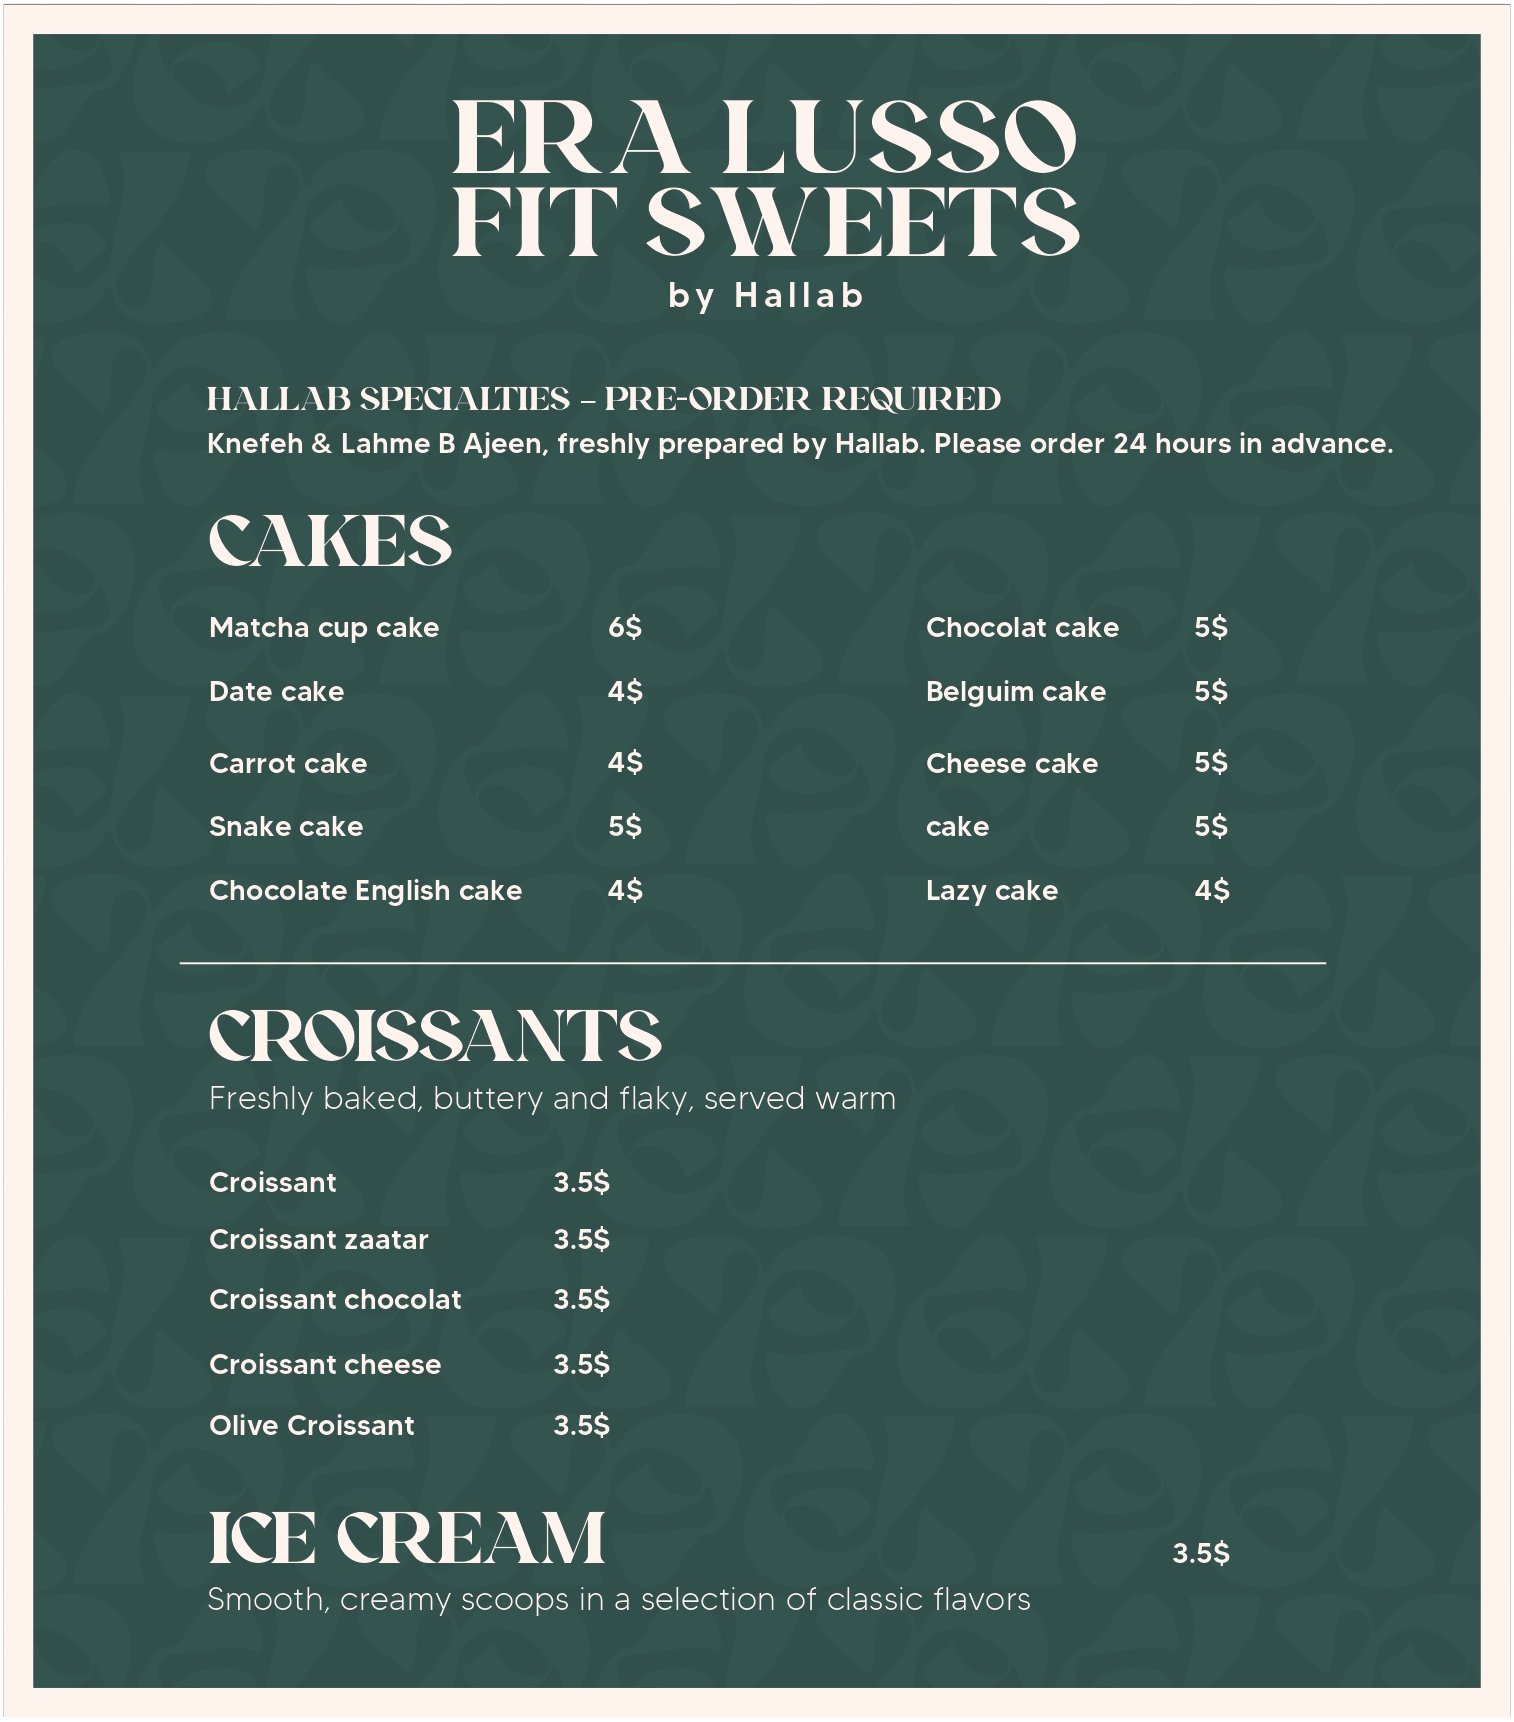 ERA LUSSO
FIT SWEETS
by Hallab
HALLAB SPECIALTIES – PRE-ORDER REQUIRED
Knefeh & Lahme B Ajeen, freshly prepared by Hallab. Please order 24 hours in advance.
CAKES
Matcha cup cake 6$
Date cake 4$
Carrot cake 4$
Snake cake 5$
Chocolate English cake 4$
Chocolat cake 5$
Belguim cake 5$
Cheese cake 5$
cake 5$
Lazy cake 4$
CROISSANTS
Freshly baked, buttery and flaky, served warm
Croissant 3.5$
Croissant zaatar 3.5$
Croissant chocolat 3.5$
Croissant cheese 3.5$
Olive Croissant 3.5$
ICE CREAM 3.5$
Smooth, creamy scoops in a selection of classic flavors